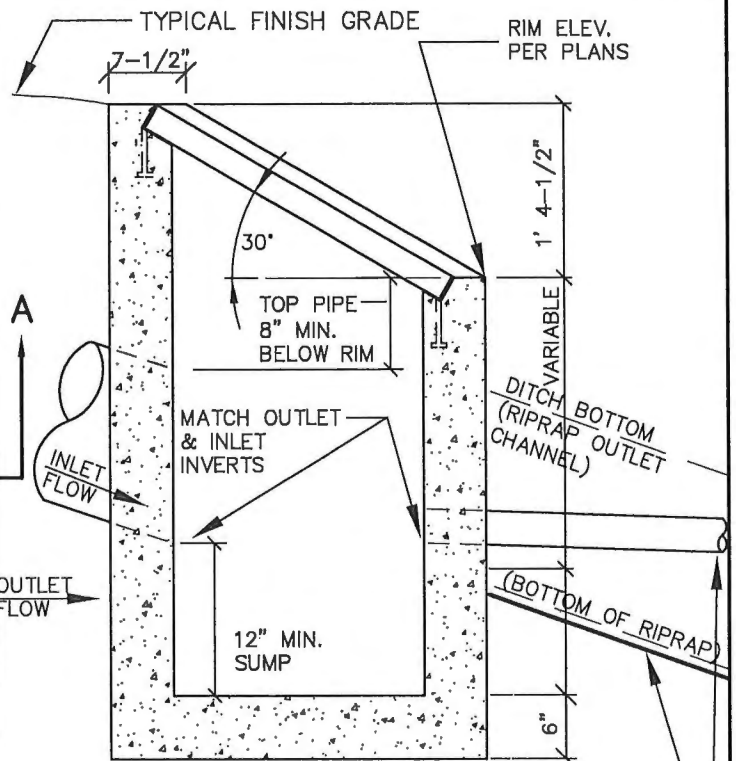 TYPICAL FINISH GRADE
RIM ELEV.
PER PLANS
7-1/2"
1' 4-1/2"
30°
A
TOP PIPE
8" MIN.
BELOW RIM
VARIABLE
DITCH BOTTOM
(RIPRAP OUTLET
CHANNEL)
MATCH OUTLET
& INLET
INVERTS
INLET
FLOW
OUTLET
FLOW
12" MIN.
SUMP
(BOTTOM OF RIPRAP)
6"